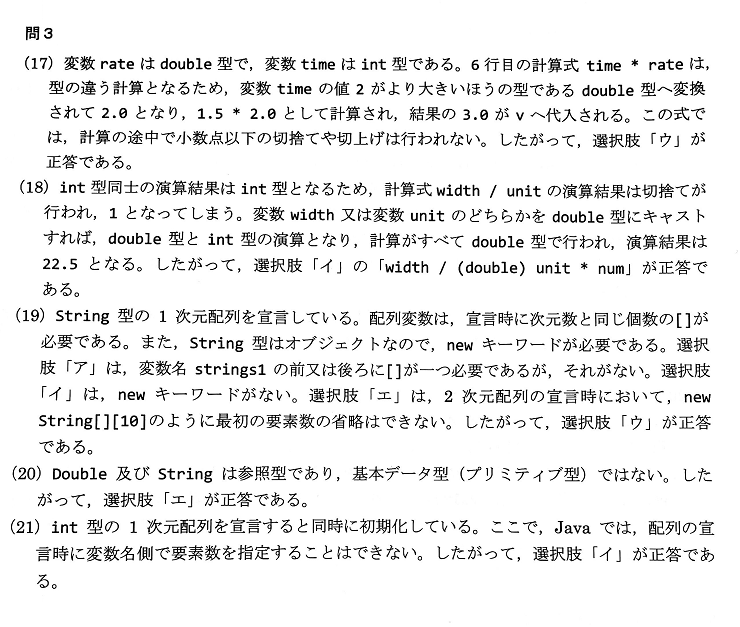 問3
(17) 変数 rate は double 型で，変数 time は int 型である。6 行目の計算式 time * rate は，
型の違う計算となるため，変数 time の値 2 がより大きいほうの型である double 型へ変換
されて 2.0 となり，1.5 * 2.0 として計算され，結果の 3.0 が v へ代入される。この式で
は，計算の途中で小数点以下の切捨てや切上げは行われない。したがって，選択肢「ウ」が
正答である。
(18) int 型同士の演算結果は int 型となるため，計算式 width / unit の演算結果は切捨てが
行われ，1 となってしまう。変数 width 又は変数 unit のどちらかを double 型にキャスト
すれば，double 型と int 型の演算となり，計算がすべて double 型で行われ，演算結果は
22.5 となる。したがって，選択肢「イ」の「width / (double) unit * num」が正答で
ある。
(19) String 型の 1 次元配列を宣言している。配列変数は，宣言時に次元数と同じ個数の[]が
必要である。また，String 型はオブジェクトなので，new キーワードが必要である。選択
肢「ア」は，変数名 strings1 の前又は後ろに[]が一つ必要であるが，それがない。選択肢
「イ」は，new キーワードがない。選択肢「エ」は，2 次元配列の宣言時において，new
String[][10]のように最初の要素数の省略はできない。したがって，選択肢「ウ」が正答
である。
(20) Double 及び String は参照型であり，基本データ型（プリミティブ型）ではない。した
がって，選択肢「エ」が正答である。
(21) int 型の 1 次元配列を宣言すると同時に初期化している。ここで，Java では，配列の宣
言時に変数名側で要素数を指定することはできない。したがって，選択肢「イ」が正答であ
る。